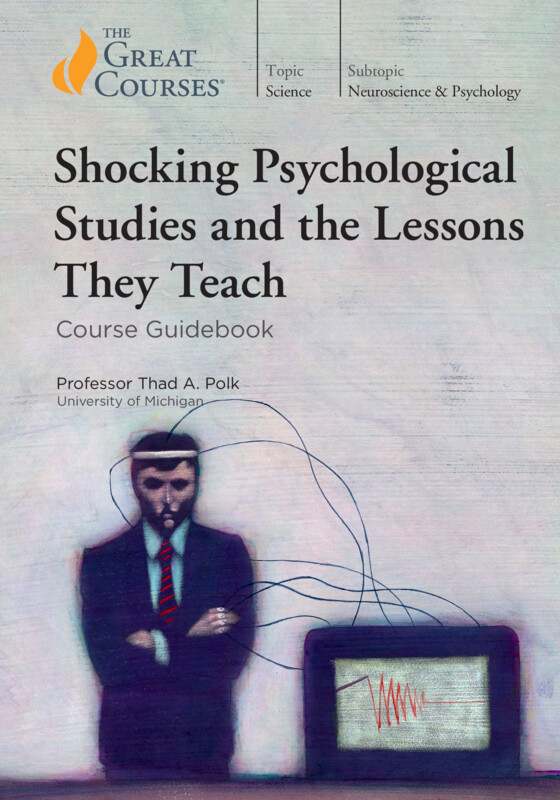 THE
GREAT
COURSES®
Topic
Science
Subtopic
Neuroscience & Psychology
Shocking Psychological
Studies and the Lessons
They Teach
Course Guidebook
Professor Thad A. Polk
University of Michigan